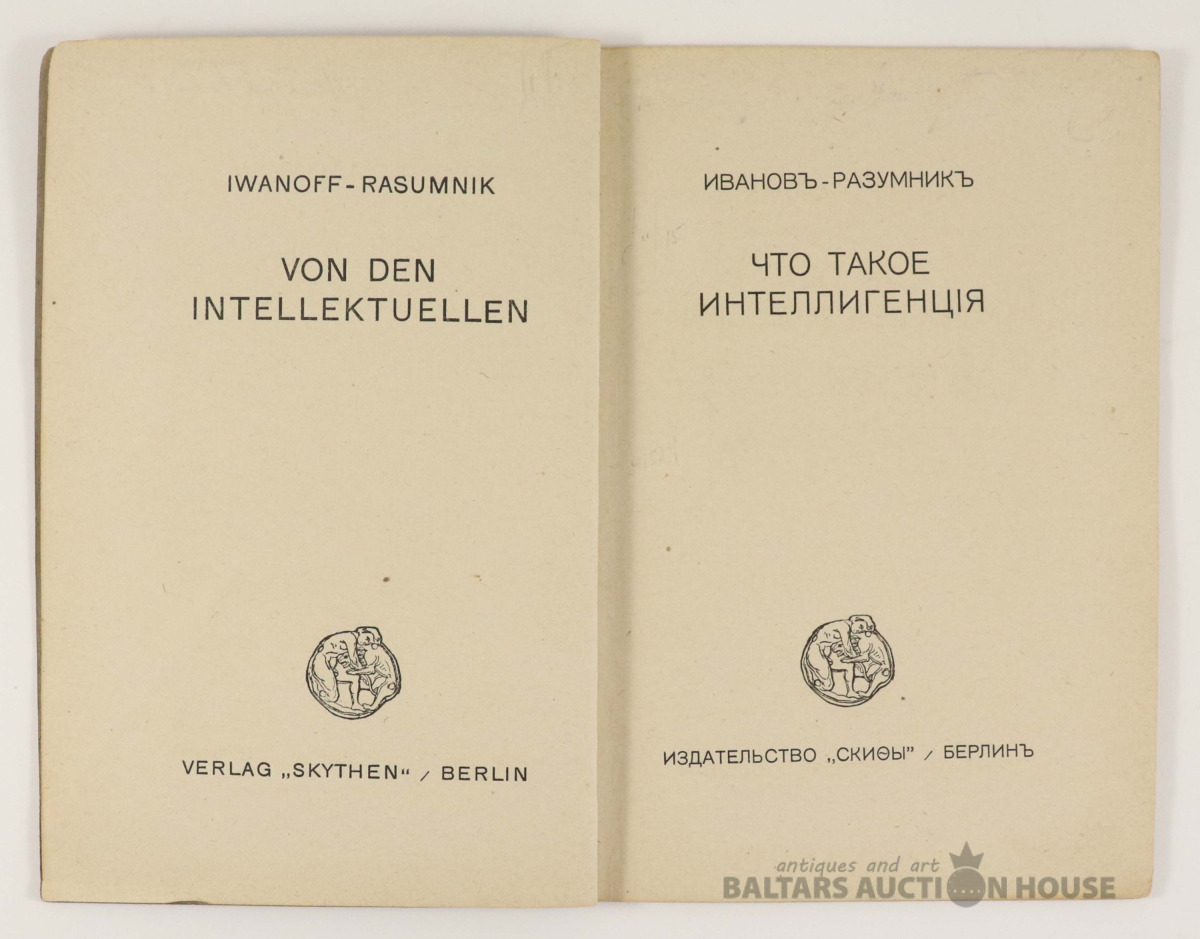 IWANOFF - RASUMNIK
VON DEN
INTELLEKTUELLEN
VERLAG „SKYTHEN“ / BERLIN
ИВАНОВЪ - РАЗУМНИКЪ
ЧТО ТАКОЕ
ИНТЕЛЛИГЕНЦІЯ
ИЗДАТЕЛЬСТВО „СКИѲЫ” / БЕРЛИНЪ
antiques and art
BALTARS AUCTION HOUSE